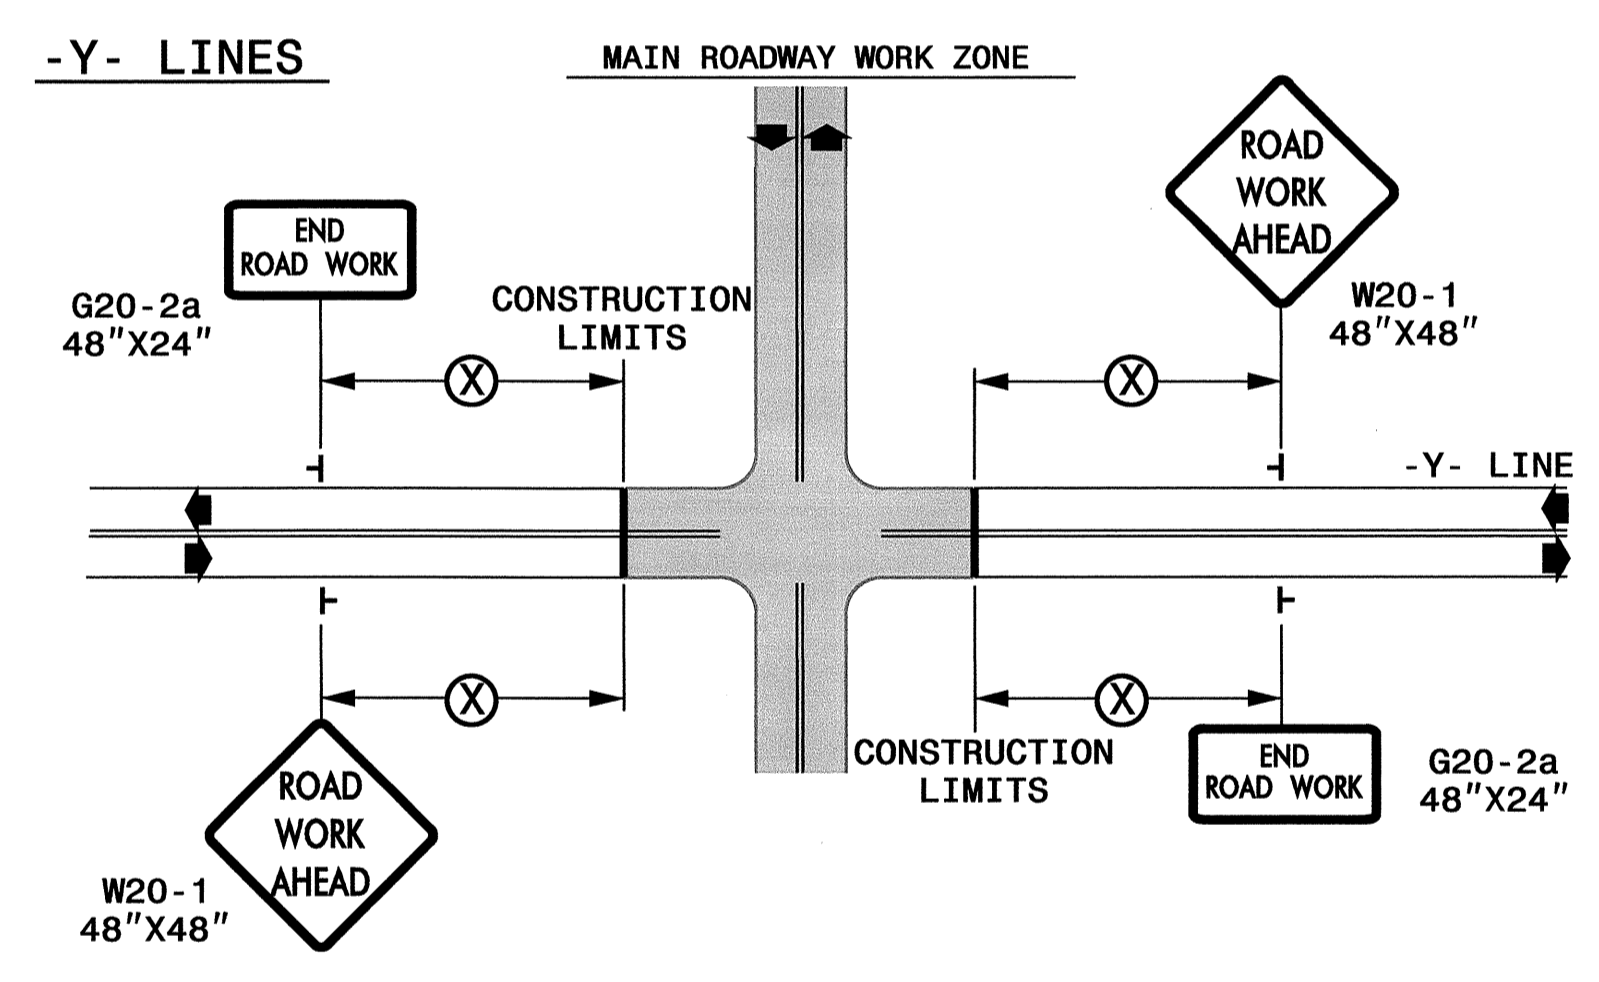 -Y- LINES
MAIN ROADWAY WORK ZONE
ROAD
WORK
AHEAD
W20-1
48"X48"
END
ROAD WORK
G20-2a
48"X24"
CONSTRUCTION
LIMITS
X
X
-Y- LINE
X
X
ROAD
WORK
AHEAD
W20-1
48"X48"
CONSTRUCTION
LIMITS
END
ROAD WORK
G20-2a
48"X24"